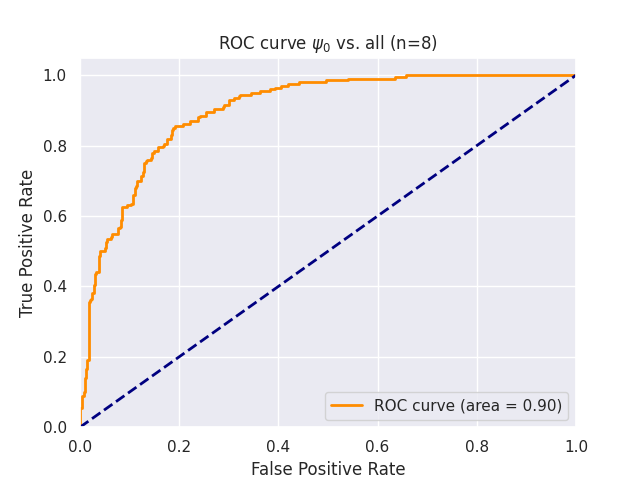 ROC curve ψ₀ vs. all (n=8)
True Positive Rate
1.0
0.8
0.6
0.4
0.2
0.0
0.0 0.2 0.4 0.6 0.8 1.0
False Positive Rate
ROC curve (area = 0.90)